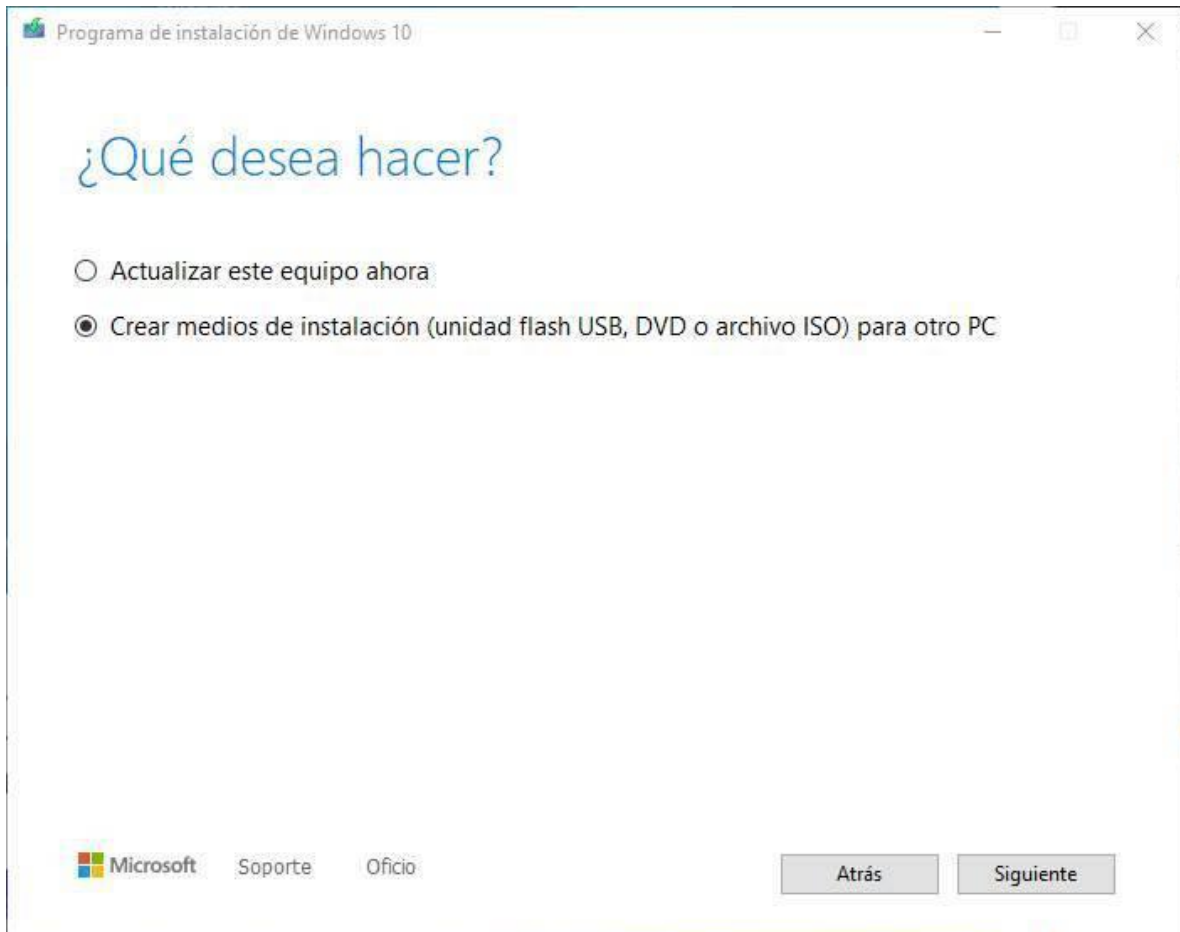 Programa de instalación de Windows 10
¿Qué desea hacer?
Actualizar este equipo ahora
Crear medios de instalación (unidad flash USB, DVD o archivo ISO) para otro PC
Microsoft Soporte Oficio Atrás Siguiente